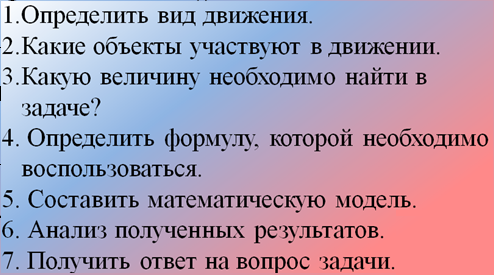 1.Определить вид движения.
2.Какие объекты участвуют в движении.
3.Какую величину необходимо найти в
задаче?
4. Определить формулу, которой необходимо
воспользоваться.
5. Составить математическую модель.
6. Анализ полученных результатов.
7. Получить ответ на вопрос задачи.